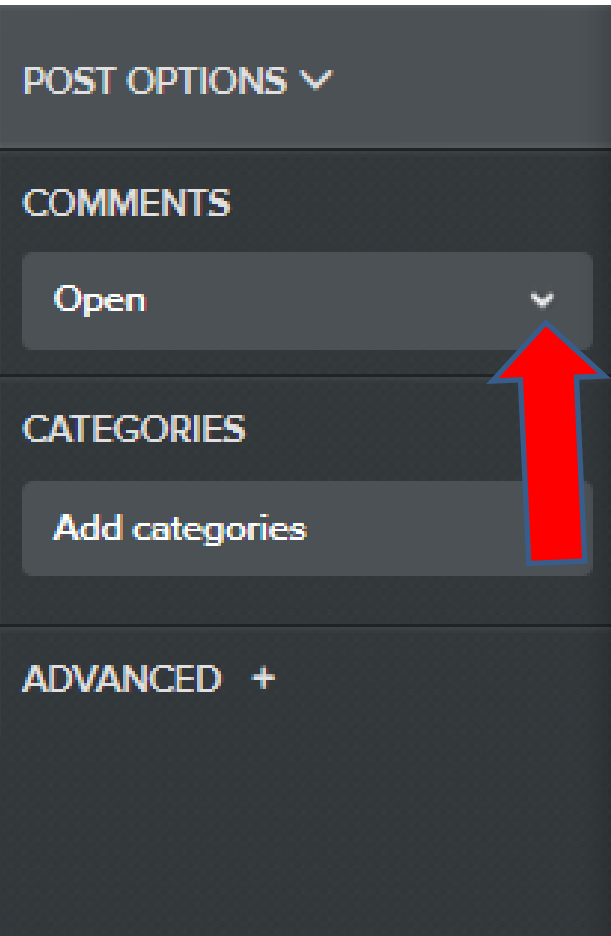 POST OPTIONS
COMMENTS
Open
CATEGORIES
Add categories
ADVANCED +